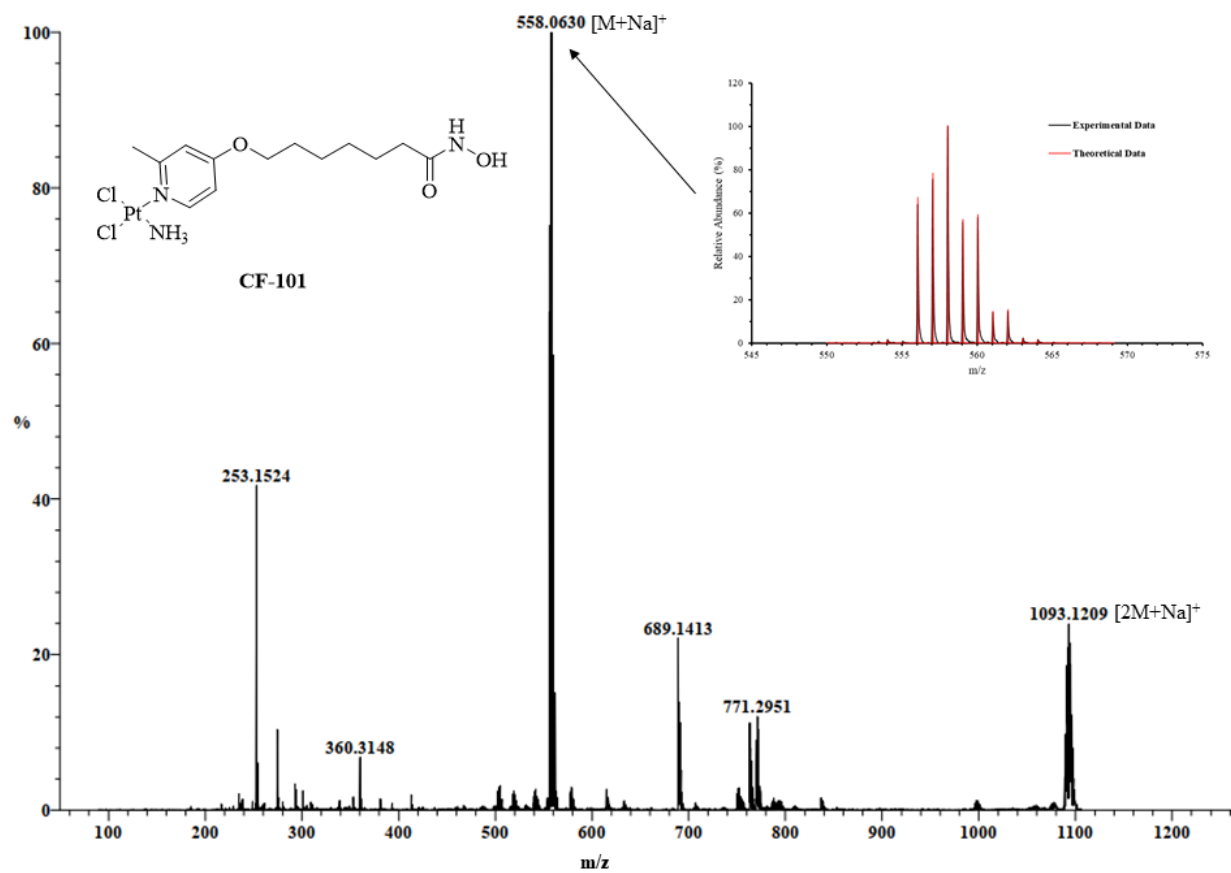 558.0630 [M+Na]+
100
80
60
40
20
0
%
H
N
OH
O
O
N
Cl
Pt
Cl
NH3
CF-101
120
100
80
60
40
20
0
Relative Abundance (%)
Experimental Data
Theoretical Data
545 550 555 560 565 570 575
m/z
253.1524
360.3148
689.1413
771.2951
1093.1209 [2M+Na]+
100 200 300 400 500 600 700 800 900 1000 1100 1200
m/z